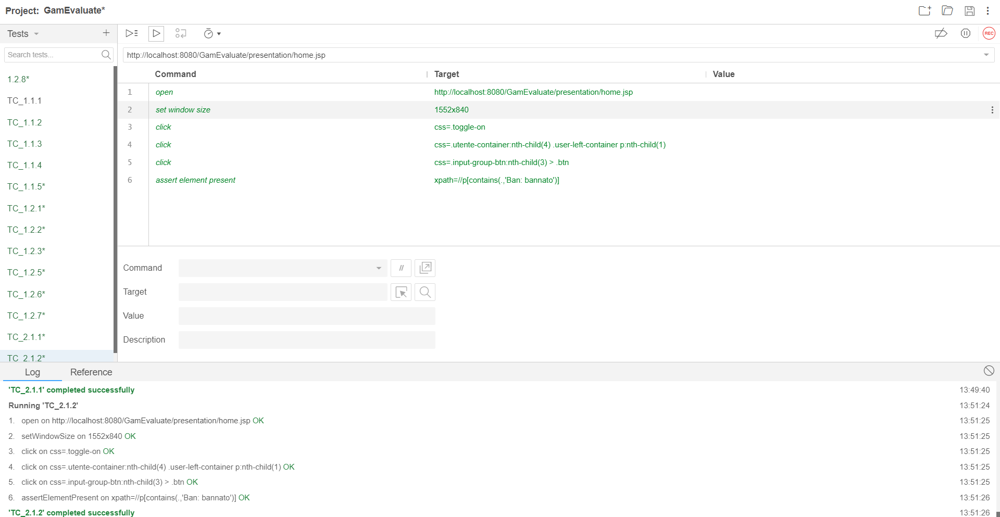 Project: GamEvaluate*
Tests
Search tests...
1.2.8*
TC_1.1.1
TC_1.1.2
TC_1.1.3
TC_1.1.4
TC_1.1.5*
TC_1.2.1*
TC_1.2.2*
TC_1.2.3*
TC_1.2.5*
TC_1.2.6*
TC_1.2.7*
TC_2.1.1*
TC_2.1.2*
REC
http://localhost:8080/GamEvaluate/presentation/home.jsp
Command Target Value
1 open http://localhost:8080/GamEvaluate/presentation/home.jsp
2 set window size 1552x840
3 click css=.toggle-on
4 click css=.utente-container:nth-child(4) .user-left-container p:nth-child(1)
5 click css=.input-group-btn:nth-child(3) > .btn
6 assert element present xpath=//p[contains(.,'Ban: bannato')]
Command //
Target
Value
Description
Log Reference
'TC_2.1.1' completed successfully 13:49:40
Running 'TC_2.1.2' 13:51:24
1. open on http://localhost:8080/GamEvaluate/presentation/home.jsp OK 13:51:25
2. setWindowSize on 1552x840 OK 13:51:25
3. click on css=.toggle-on OK 13:51:25
4. click on css=.utente-container:nth-child(4) .user-left-container p:nth-child(1) OK 13:51:25
5. click on css=.input-group-btn:nth-child(3) > .btn OK 13:51:25
6. assertElementPresent on xpath=//p[contains(.,'Ban: bannato')] OK 13:51:26
'TC_2.1.2' completed successfully 13:51:26